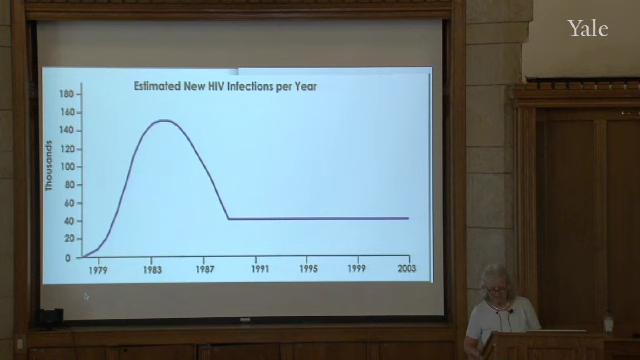 Yale
Estimated New HIV Infections per Year
Thousands
180
160
140
120
100
80
60
40
20
0
1979 1983 1987 1991 1995 1999 2003